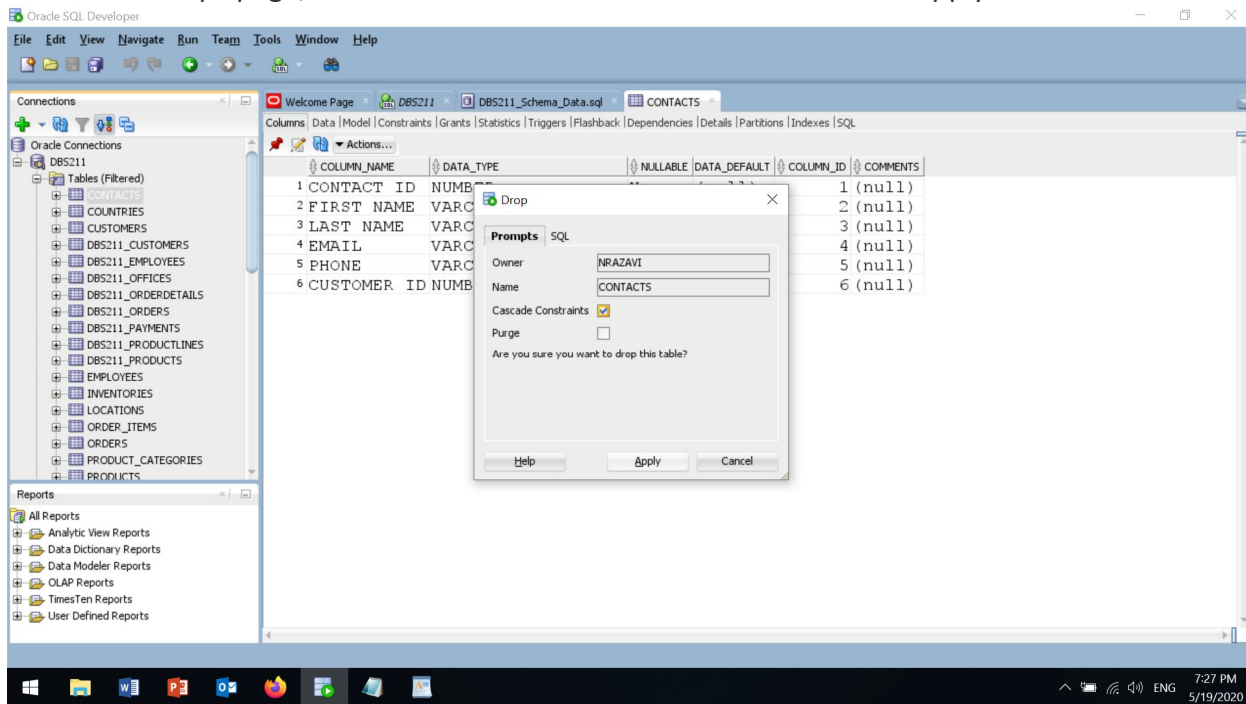 Oracle SQL Developer
File Edit View Navigate Run Team Tools Window Help
Connections
Oracle Connections
DBS211
Tables (Filtered)
CONTACTS
COUNTRIES
CUSTOMERS
DBS211_CUSTOMERS
DBS211_EMPLOYEES
DBS211_OFFICES
DBS211_ORDERDETAILS
DBS211_ORDERS
DBS211_PAYMENTS
DBS211_PRODUCTLINES
DBS211_PRODUCTS
EMPLOYEES
INVENTORIES
LOCATIONS
ORDER_ITEMS
ORDERS
PRODUCT_CATEGORIES
PRODUCTS
Reports
All Reports
Analytic View Reports
Data Dictionary Reports
Data Modeler Reports
OLAP Reports
TimesTen Reports
User Defined Reports
Welcome Page DBS211 DBS211_Schema_Data.sql CONTACTS
Columns Data |Model |Constraints |Grants |Statistics |Triggers |Flashback |Dependencies |Details |Partitions |Indexes |SQL
Actions...
COLUMN_NAME DATA_TYPE NULLABLE DATA_DEFAULT COLUMN_ID COMMENTS
1 CONTACT ID NUMB 1 (null)
2 FIRST NAME VARC 2 (null)
3 LAST NAME VARC 3 (null)
4 EMAIL VARC 4 (null)
5 PHONE VARC 5 (null)
6 CUSTOMER ID NUMB 6 (null)
Drop
Prompts SQL
Owner NRAZAVI
Name CONTACTS
Cascade Constraints
Purge
Are you sure you want to drop this table?
Help Apply Cancel
ENG 7:27 PM
5/19/2020